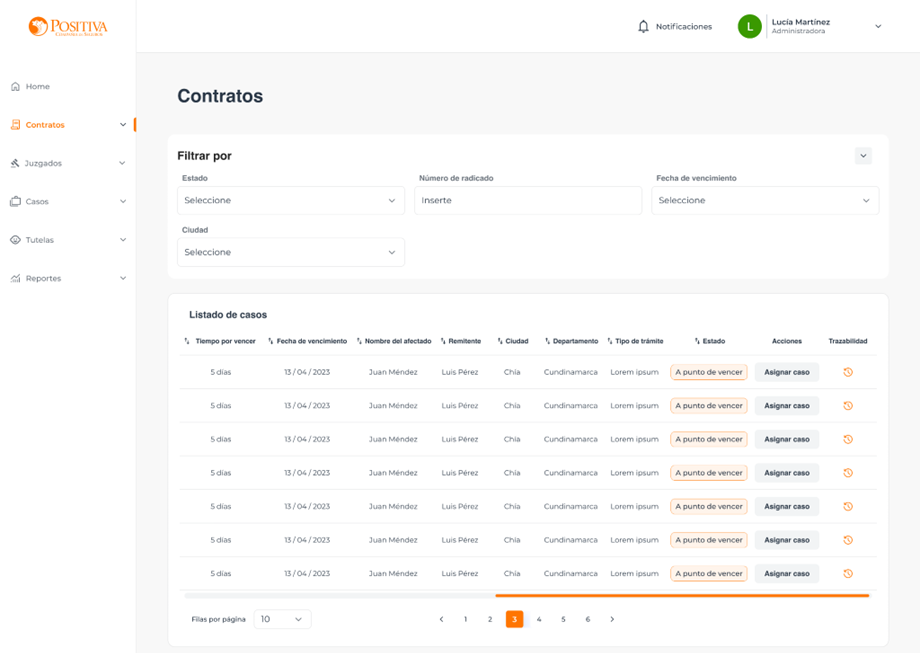 POSITIVA
COMPAÑÍA DE SEGUROS
Notificaciones
L
Lucía Martínez
Administradora
Home
Contratos
Juzgados
Casos
Tutelas
Reportes
Contratos
Filtrar por
Estado Número de radicado Fecha de vencimiento
Seleccione Inserte Seleccione
Ciudad
Seleccione
Listado de casos
Tiempo por vencer Fecha de vencimiento Nombre del afectado Remitente Ciudad Departamento Tipo de trámite Estado Acciones Trazabilidad
5 días 13 / 04 / 2023 Juan Méndez Luis Pérez Chía Cundinamarca Lorem ipsum A punto de vencer Asignar caso
5 días 13 / 04 / 2023 Juan Méndez Luis Pérez Chía Cundinamarca Lorem ipsum A punto de vencer Asignar caso
5 días 13 / 04 / 2023 Juan Méndez Luis Pérez Chía Cundinamarca Lorem ipsum A punto de vencer Asignar caso
5 días 13 / 04 / 2023 Juan Méndez Luis Pérez Chía Cundinamarca Lorem ipsum A punto de vencer Asignar caso
5 días 13 / 04 / 2023 Juan Méndez Luis Pérez Chía Cundinamarca Lorem ipsum A punto de vencer Asignar caso
5 días 13 / 04 / 2023 Juan Méndez Luis Pérez Chía Cundinamarca Lorem ipsum A punto de vencer Asignar caso
5 días 13 / 04 / 2023 Juan Méndez Luis Pérez Chía Cundinamarca Lorem ipsum A punto de vencer Asignar caso
Filas por página 10 1 2 3 4 5 6